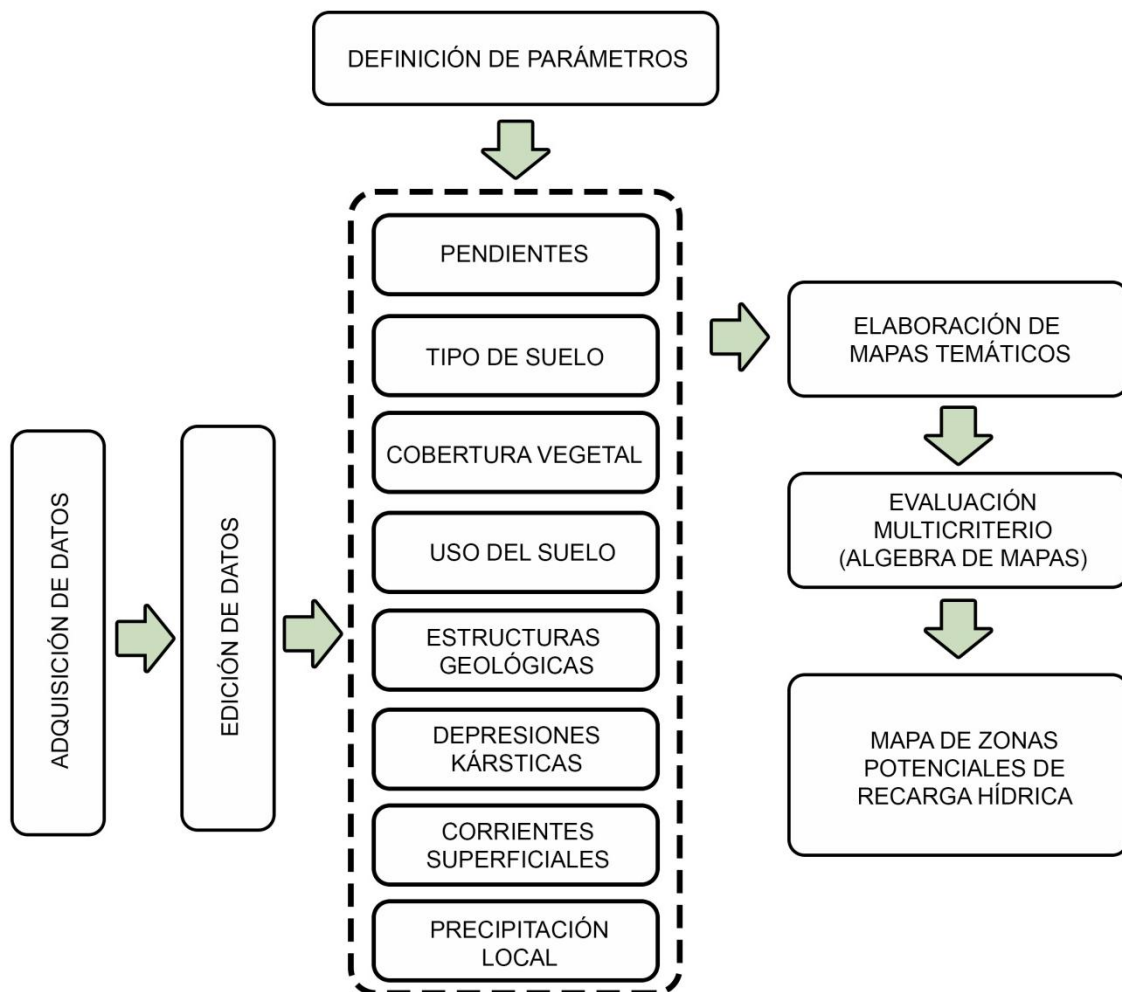 DEFINICIÓN DE PARÁMETROS
PENDIENTES
TIPO DE SUELO
COBERTURA VEGETAL
USO DEL SUELO
ESTRUCTURAS
GEOLÓGICAS
DEPRESIONES
KÁRSTICAS
CORRIENTES
SUPERFICIALES
PRECIPITACIÓN
LOCAL
ADQUISICIÓN DE DATOS
EDICIÓN DE DATOS
ELABORACIÓN DE
MAPAS TEMÁTICOS
EVALUACIÓN
MULTICRITERIO
(ALGEBRA DE MAPAS)
MAPA DE ZONAS
POTENCIALES DE
RECARGA HÍDRICA